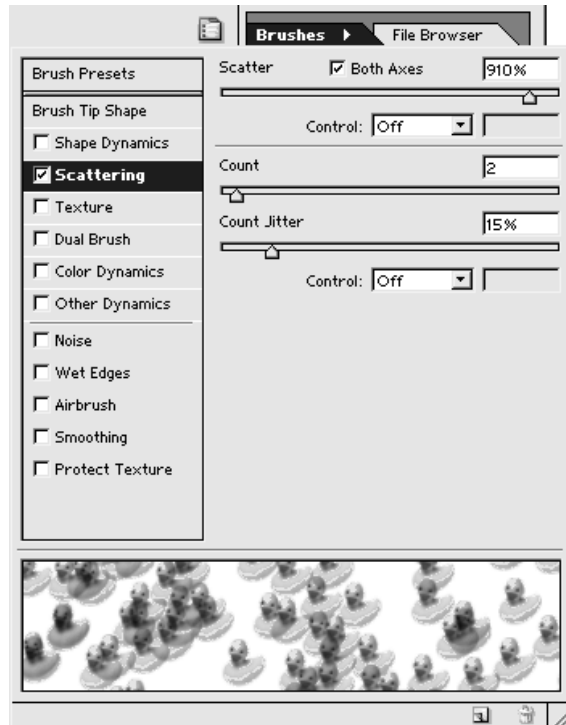 Brushes File Browser
Brush Presets
Brush Tip Shape
Shape Dynamics
Scattering
Texture
Dual Brush
Color Dynamics
Other Dynamics
Noise
Wet Edges
Airbrush
Smoothing
Protect Texture
Scatter Both Axes 910%
Control: Off
Count 2
Count Jitter 15%
Control: Off